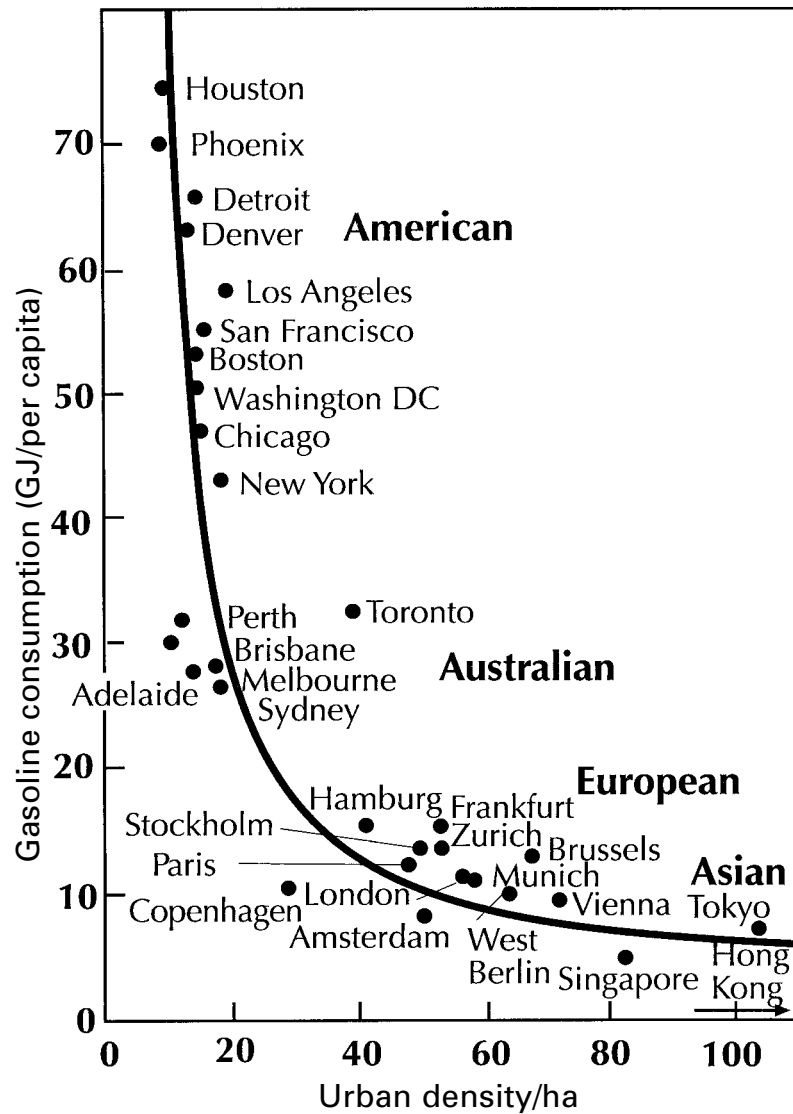 Houston
70
Phoenix
Detroit
Denver
American
60
Los Angeles
San Francisco
Boston
50
Washington DC
Chicago
New York
40
Perth
Toronto
30
Brisbane
Australian
Adelaide
Melbourne
Sydney
20
European
Hamburg
Frankfurt
Stockholm
Zurich
Brussels
Paris
Asian
10
London
Munich
Copenhagen
Vienna
Tokyo
Amsterdam
West
Berlin
Singapore
Hong
Kong
0
0 20 40 60 80 100
Urban density/ha
Gasoline consumption (GJ/per capita)